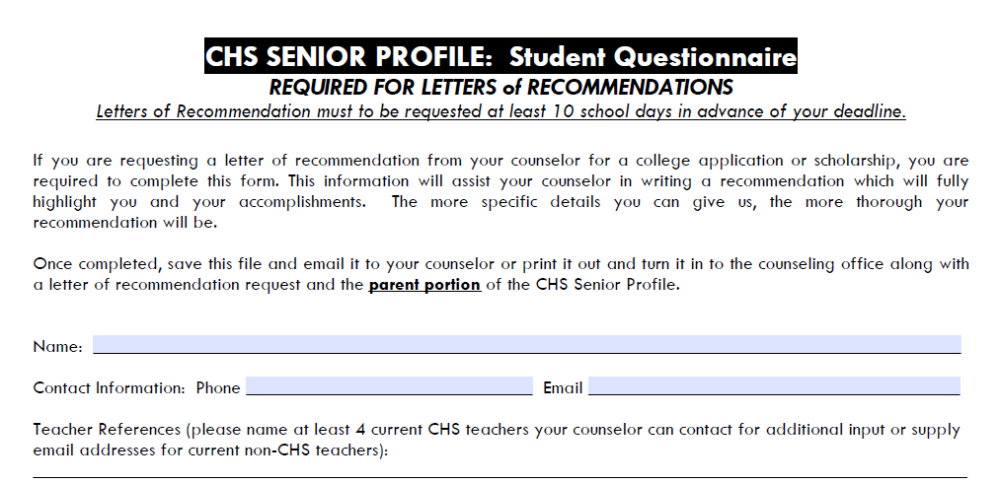 CHS SENIOR PROFILE:  Student Questionnaire
REQUIRED FOR LETTERS of RECOMMENDATIONS
Letters of Recommendation must to be requested at least 10 school days in advance of your deadline.
If you are requesting a letter of recommendation from your counselor for a college application or scholarship, you are
required to complete this form. This information will assist your counselor in writing a recommendation which will fully
highlight you and your accomplishments.  The more specific details you can give us, the more thorough your
recommendation will be.
Once completed, save this file and email it to your counselor or print it out and turn it in to the counseling office along with
a letter of recommendation request and the parent portion of the CHS Senior Profile.
Name:
Contact Information:  Phone Email
Teacher References (please name at least 4 current CHS teachers your counselor can contact for additional input or supply
email addresses for current non-CHS teachers):